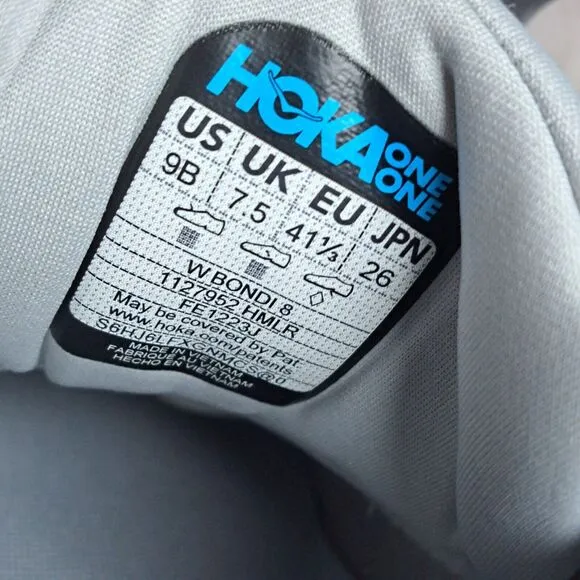 HOKA ONE ONE
US UK EU JPN
9B 7.5 41⅓ 26
W BONDI 8
1127952 HMLR
FE1223J
May be covered by Pat
www.hoka.com/patents
MADE IN VIETNAM
FABRIQUÉ AU VIETNAM
HECHO EN VIETNAM